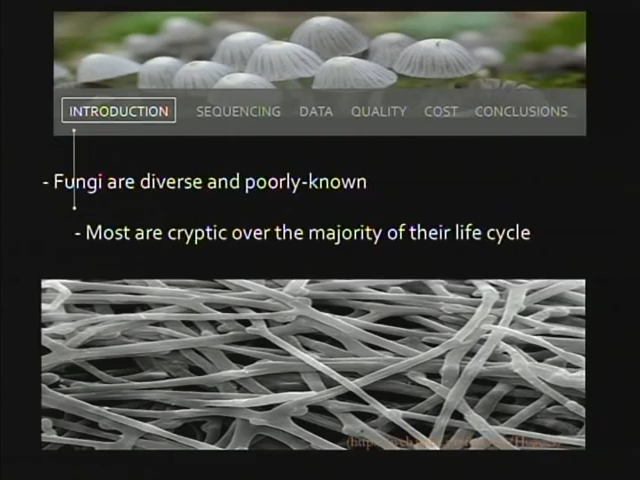 INTRODUCTION SEQUENCING DATA QUALITY COST CONCLUSIONS
- Fungi are diverse and poorly-known
- Most are cryptic over the majority of their life cycle